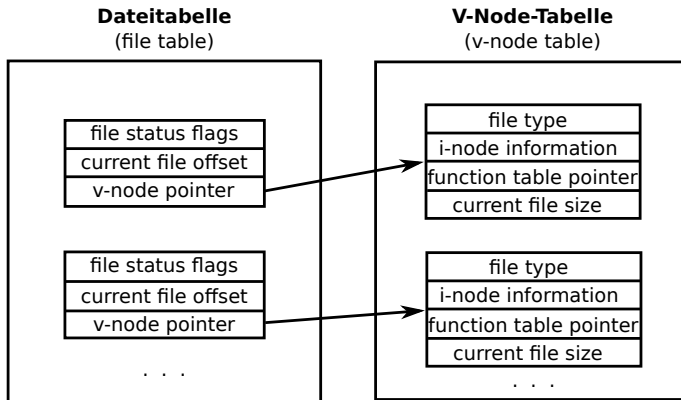 Dateitabelle
(file table)
file status flags
current file offset
v-node pointer
file status flags
current file offset
v-node pointer
. . .
V-Node-Tabelle
(v-node table)
file type
i-node information
function table pointer
current file size
file type
i-node information
function table pointer
current file size
. . .